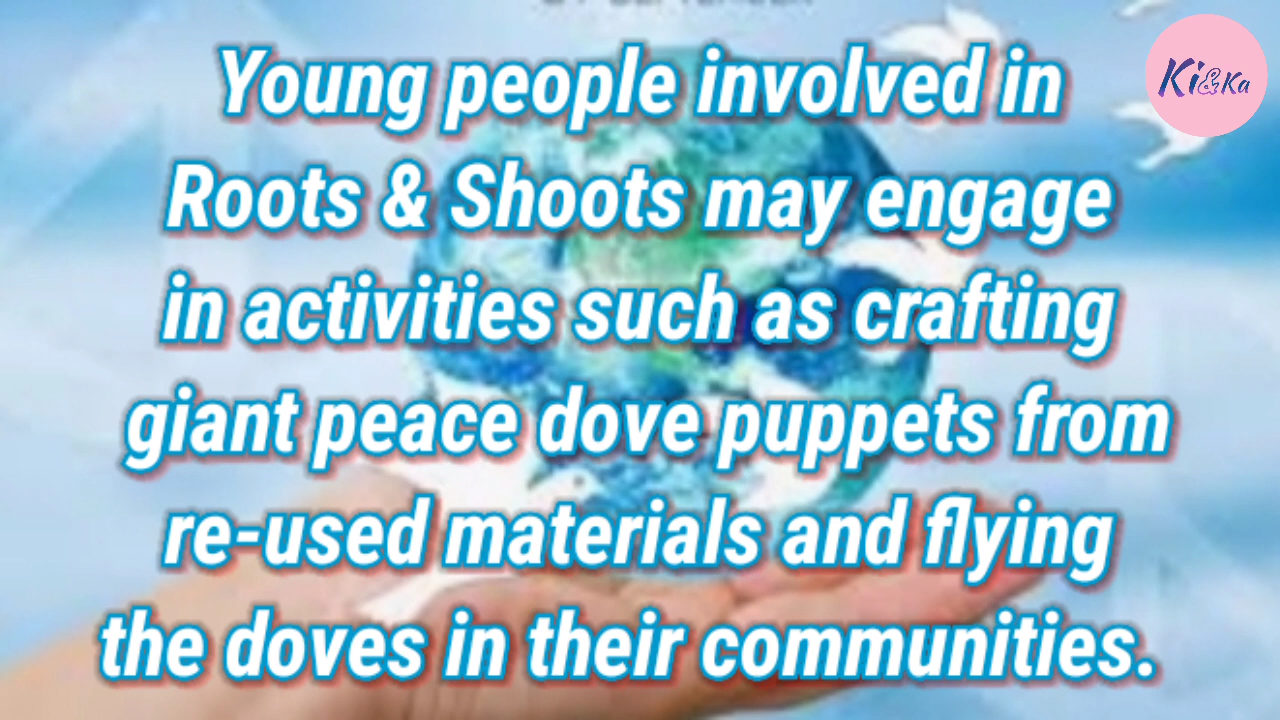 Young people involved in
Roots & Shoots may engage
in activities such as crafting
giant peace dove puppets from
re-used materials and flying
the doves in their communities.
Ki&Ka